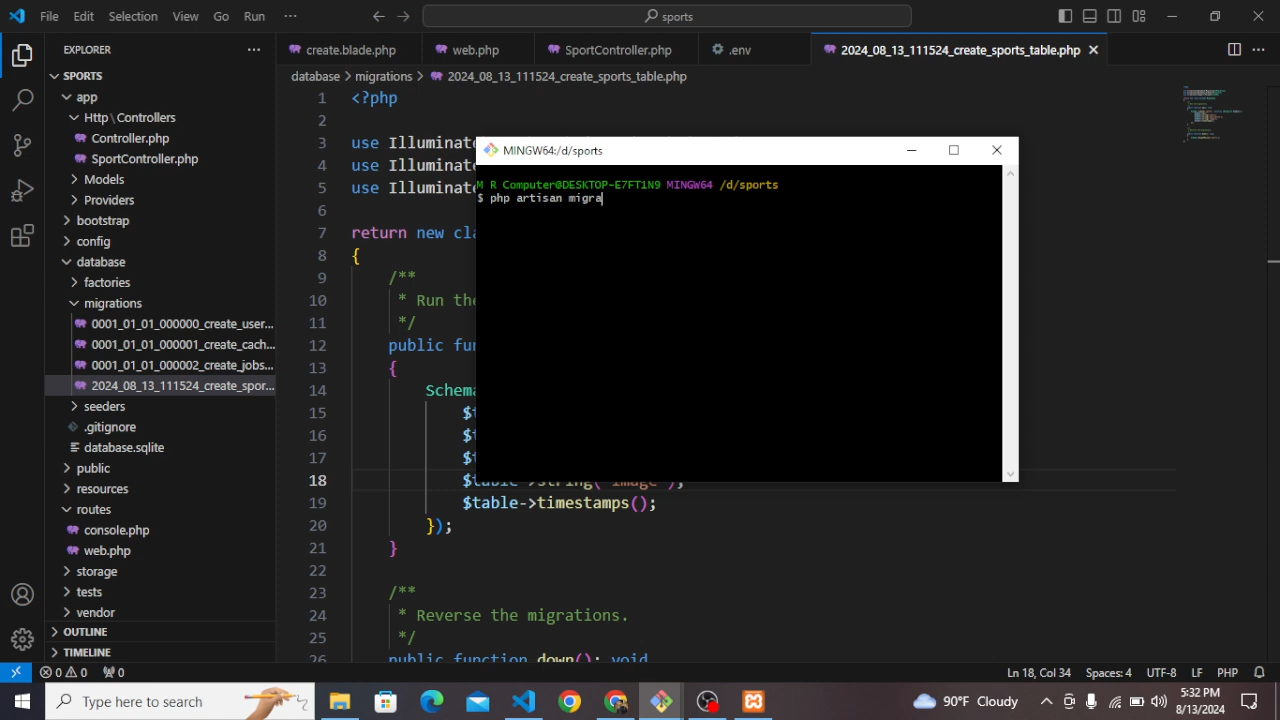 File Edit Selection View Go Run ··· sports
EXPLORER ···
create.blade.php web.php SportController.php .env 2024_08_13_111524_create_sports_table.php
database > migrations > 2024_08_13_111524_create_sports_table.php
SPORTS
app
Http \ Controllers
Controller.php
SportController.php
Models
Providers
bootstrap
config
database
factories
migrations
0001_01_01_000000_create_user...
0001_01_01_000001_create_cach...
0001_01_01_000002_create_jobs...
2024_08_13_111524_create_spor...
seeders
.gitignore
database.sqlite
public
resources
routes
console.php
web.php
storage
tests
vendor
OUTLINE
TIMELINE
1 <?php
2
3 use Illuminat
4 use Illuminat
5 use Illuminat
6
7 return new cl
8 {
9 /**
10 * Run the
11 */
12 public fu
13 {
14 Schema
15 $t
16 $t
17 $t
18 $table->string('image');
19 $table->timestamps();
20 });
21 }
22
23 /**
24 * Reverse the migrations.
25 */
26 public function down(): void
MINGW64:/d/sports
M R Computer@DESKTOP-E7FT1N9 MINGW64 /d/sports
$ php artisan migra
0 0 0 Ln 18, Col 34 Spaces: 4 UTF-8 LF PHP
Type here to search 90°F Cloudy 5:32 PM
8/13/2024